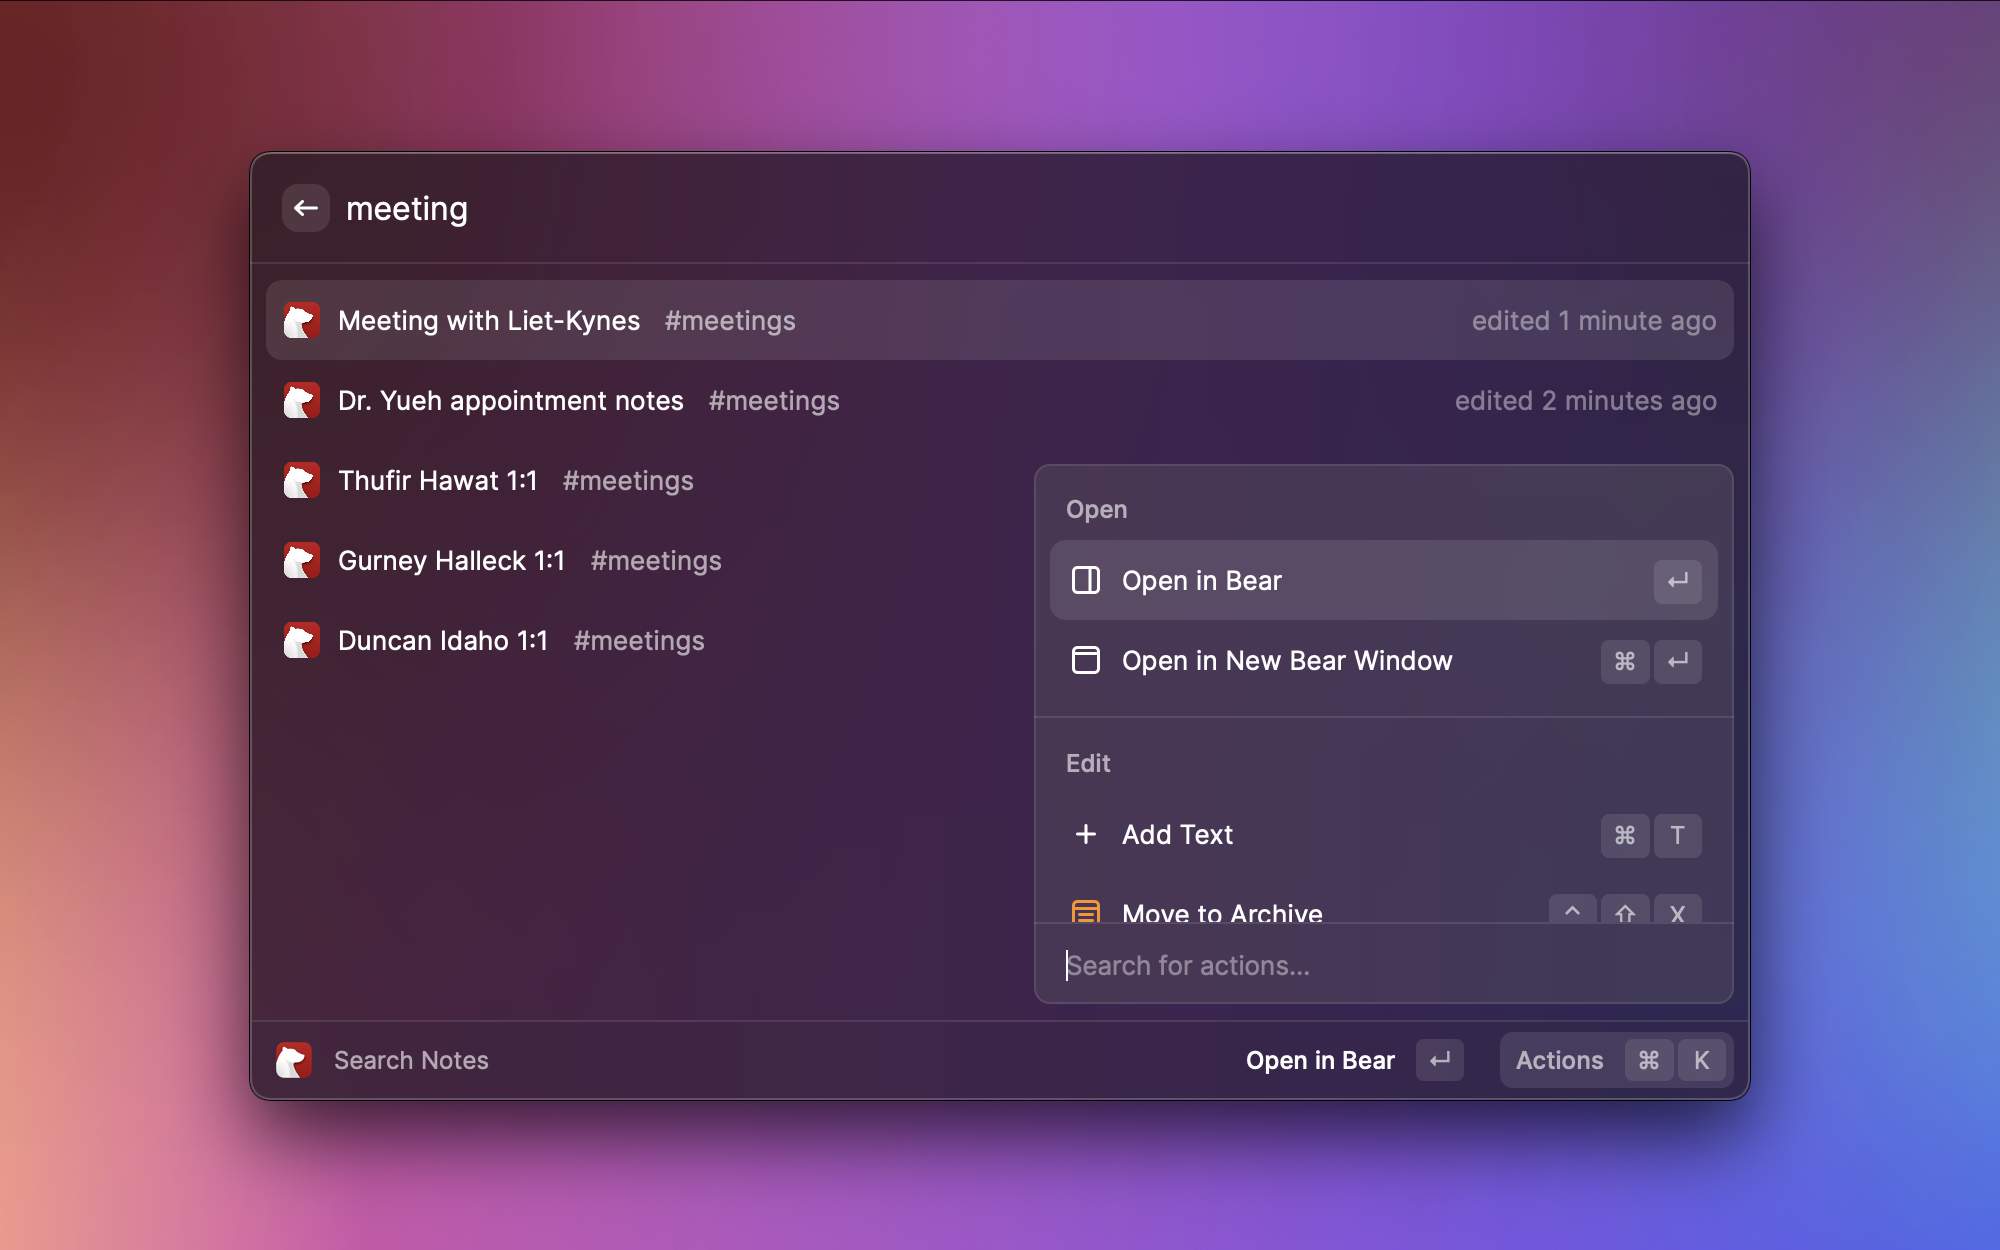 meeting
Meeting with Liet-Kynes #meetings edited 1 minute ago
Dr. Yueh appointment notes #meetings edited 2 minutes ago
Thufir Hawat 1:1 #meetings
Gurney Halleck 1:1 #meetings
Duncan Idaho 1:1 #meetings
Open
Open in Bear ↵
Open in New Bear Window ⌘ ↵
Edit
Add Text ⌘ T
Move to Archive ^ ⇧ X
Search for actions...
Search Notes Open in Bear ↵ Actions ⌘ K